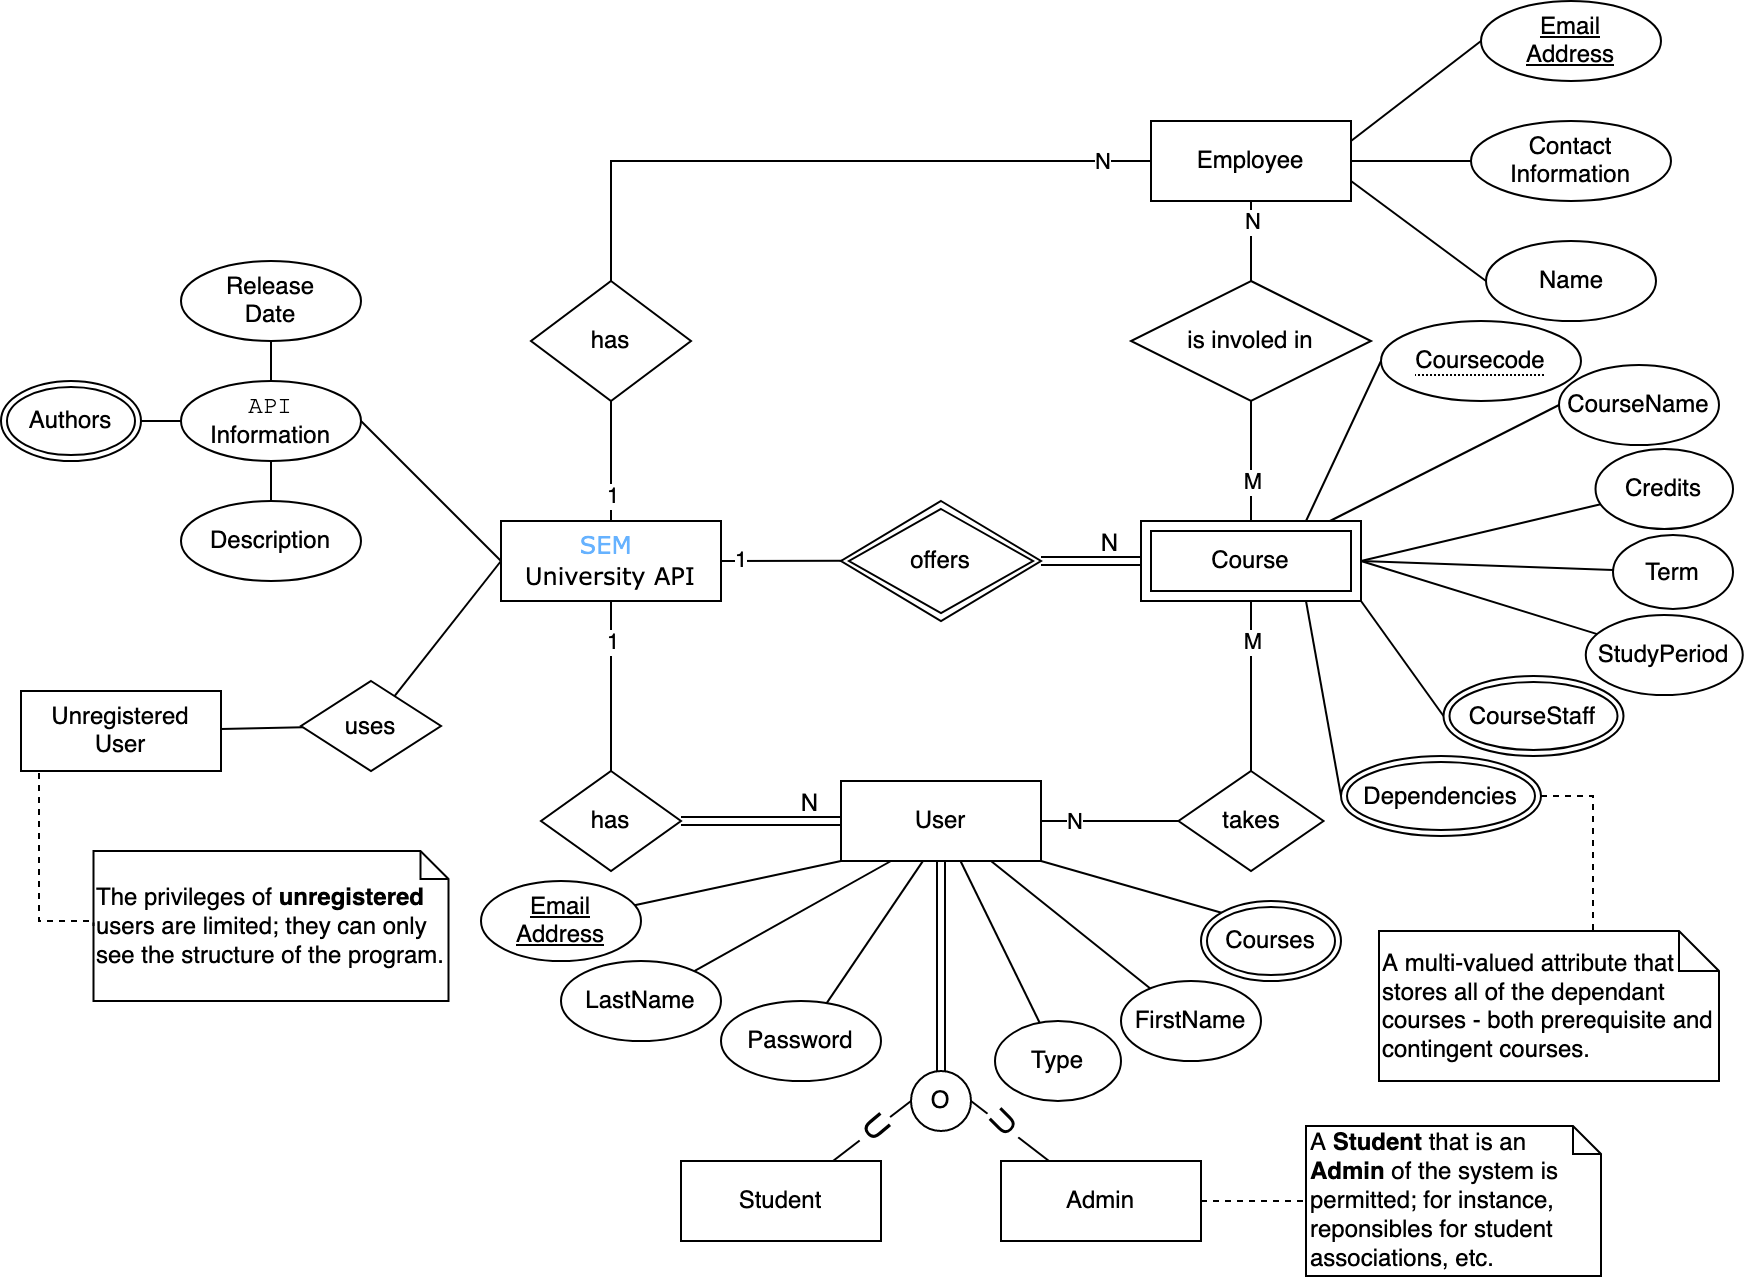 Email
Address
Employee
Contact
Information
N
N
Name
Release
Date
has
is involed in
Coursecode
CourseName
Authors
API
Information
Credits
1
M
Description
SEM
University API
1
offers
N
Course
Term
1
M
StudyPeriod
Unregistered
User
uses
CourseStaff
Dependencies
has
N
User
N
takes
The privileges of unregistered
users are limited; they can only
see the structure of the program.
Email
Address
LastName
Password
Type
FirstName
Courses
A multi-valued attribute that
stores all of the dependant
courses - both prerequisite and
contingent courses.
O
Student
Admin
A Student that is an
Admin of the system is
permitted; for instance,
reponsibles for student
associations, etc.